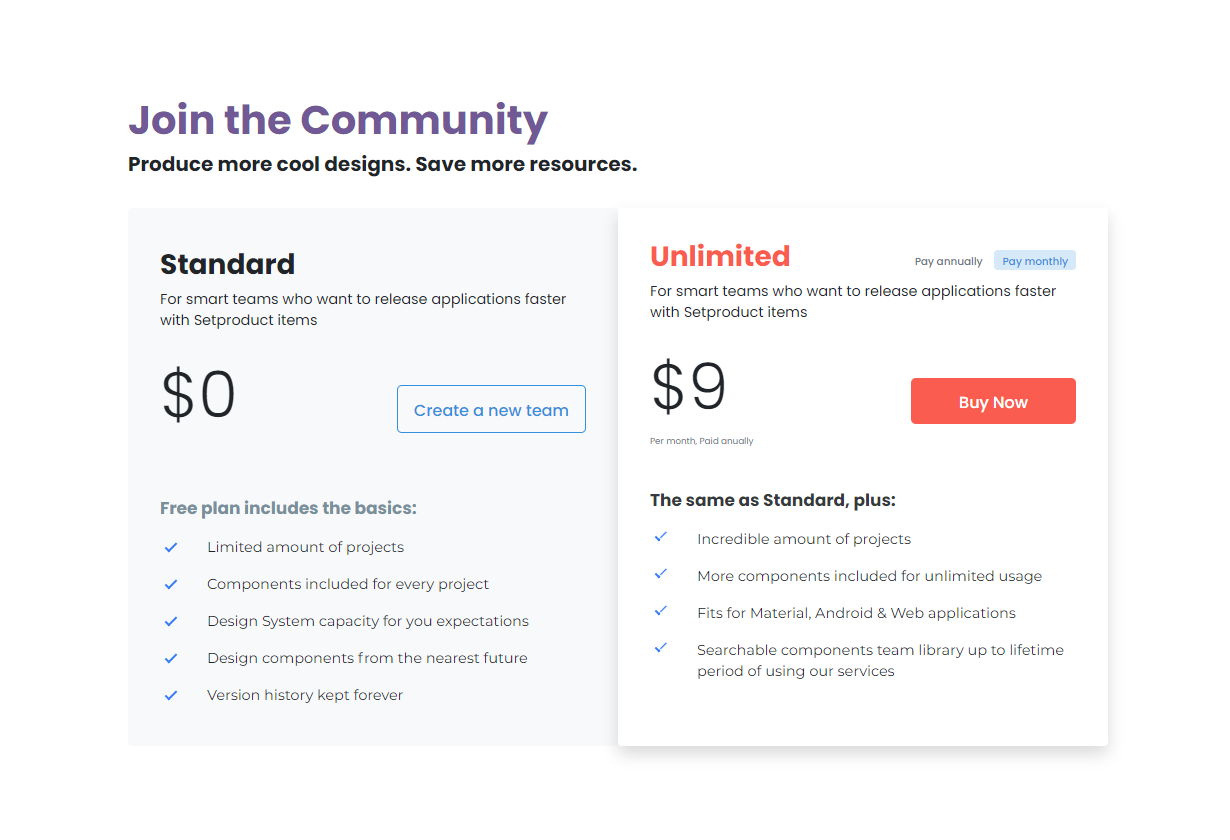 Join the Community
Produce more cool designs. Save more resources.
Standard
For smart teams who want to release applications faster
with Setproduct items
$0
Create a new team
Free plan includes the basics:
Limited amount of projects
Components included for every project
Design System capacity for you expectations
Design components from the nearest future
Version history kept forever
Unlimited
Pay annually
Pay monthly
For smart teams who want to release applications faster
with Setproduct items
$9
Buy Now
Per month, Paid anually
The same as Standard, plus:
Incredible amount of projects
More components included for unlimited usage
Fits for Material, Android & Web applications
Searchable components team library up to lifetime
period of using our services